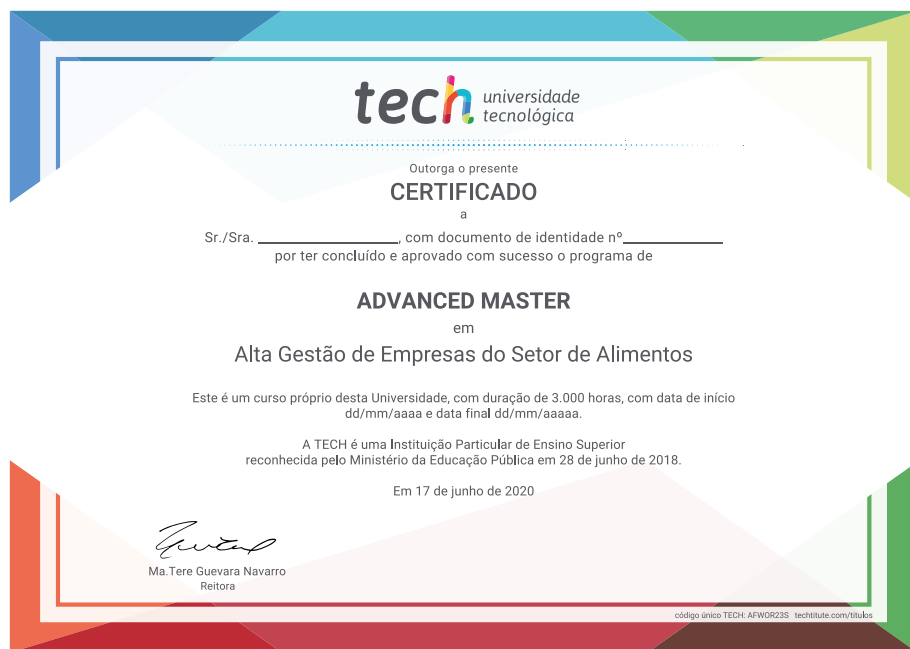 tech universidade
tecnológica
Outorga o presente
CERTIFICADO
a
Sr./Sra. ____________________, com documento de identidade nº______________
por ter concluído e aprovado com sucesso o programa de
ADVANCED MASTER
em
Alta Gestão de Empresas do Setor de Alimentos
Este é um curso próprio desta Universidade, com duração de 3.000 horas, com data de início
dd/mm/aaaa e data final dd/mm/aaaaa.
A TECH é uma Instituição Particular de Ensino Superior
reconhecida pelo Ministério da Educação Pública em 28 de junho de 2018.
Em 17 de junho de 2020
Ma.Tere Guevara Navarro
Reitora
código único TECH: AFWOR23S techtitute.com/titulos